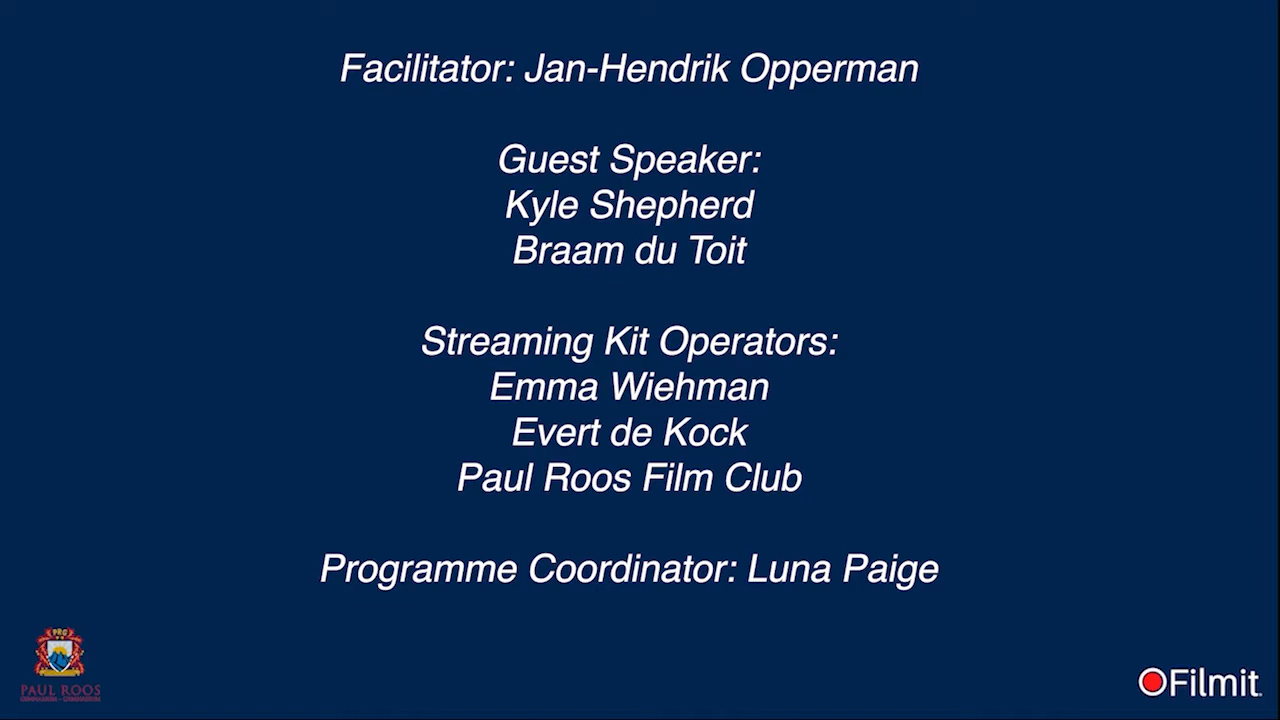 Facilitator: Jan-Hendrik Opperman
Guest Speaker:
Kyle Shepherd
Braam du Toit
Streaming Kit Operators:
Emma Wiehman
Evert de Kock
Paul Roos Film Club
Programme Coordinator: Luna Paige
PRG
PAUL ROOS
Filmit